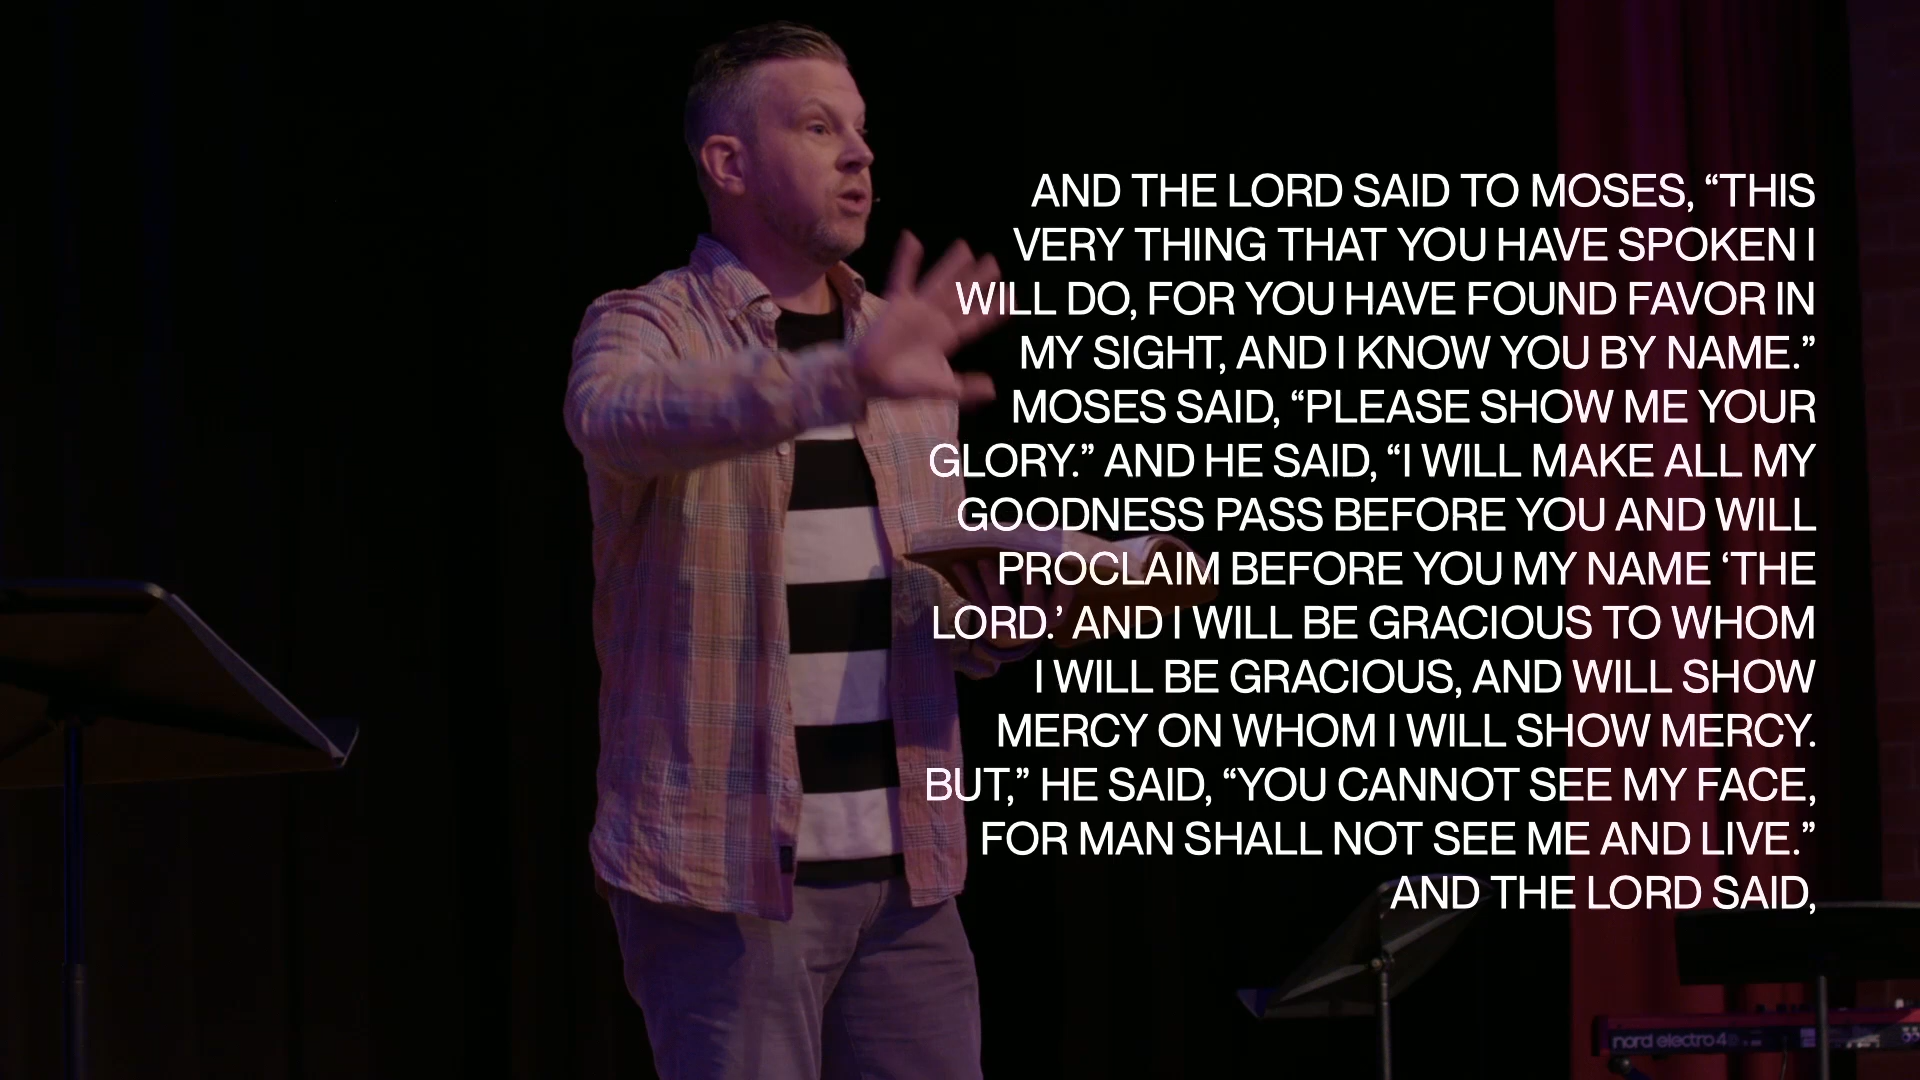 AND THE LORD SAID TO MOSES, “THIS
VERY THING THAT YOU HAVE SPOKEN I
WILL DO, FOR YOU HAVE FOUND FAVOR IN
MY SIGHT, AND I KNOW YOU BY NAME.”
MOSES SAID, “PLEASE SHOW ME YOUR
GLORY.” AND HE SAID, “I WILL MAKE ALL MY
GOODNESS PASS BEFORE YOU AND WILL
PROCLAIM BEFORE YOU MY NAME ‘THE
LORD.’ AND I WILL BE GRACIOUS TO WHOM
I WILL BE GRACIOUS, AND WILL SHOW
MERCY ON WHOM I WILL SHOW MERCY.
BUT,” HE SAID, “YOU CANNOT SEE MY FACE,
FOR MAN SHALL NOT SEE ME AND LIVE.”
AND THE LORD SAID,
nord electro 4